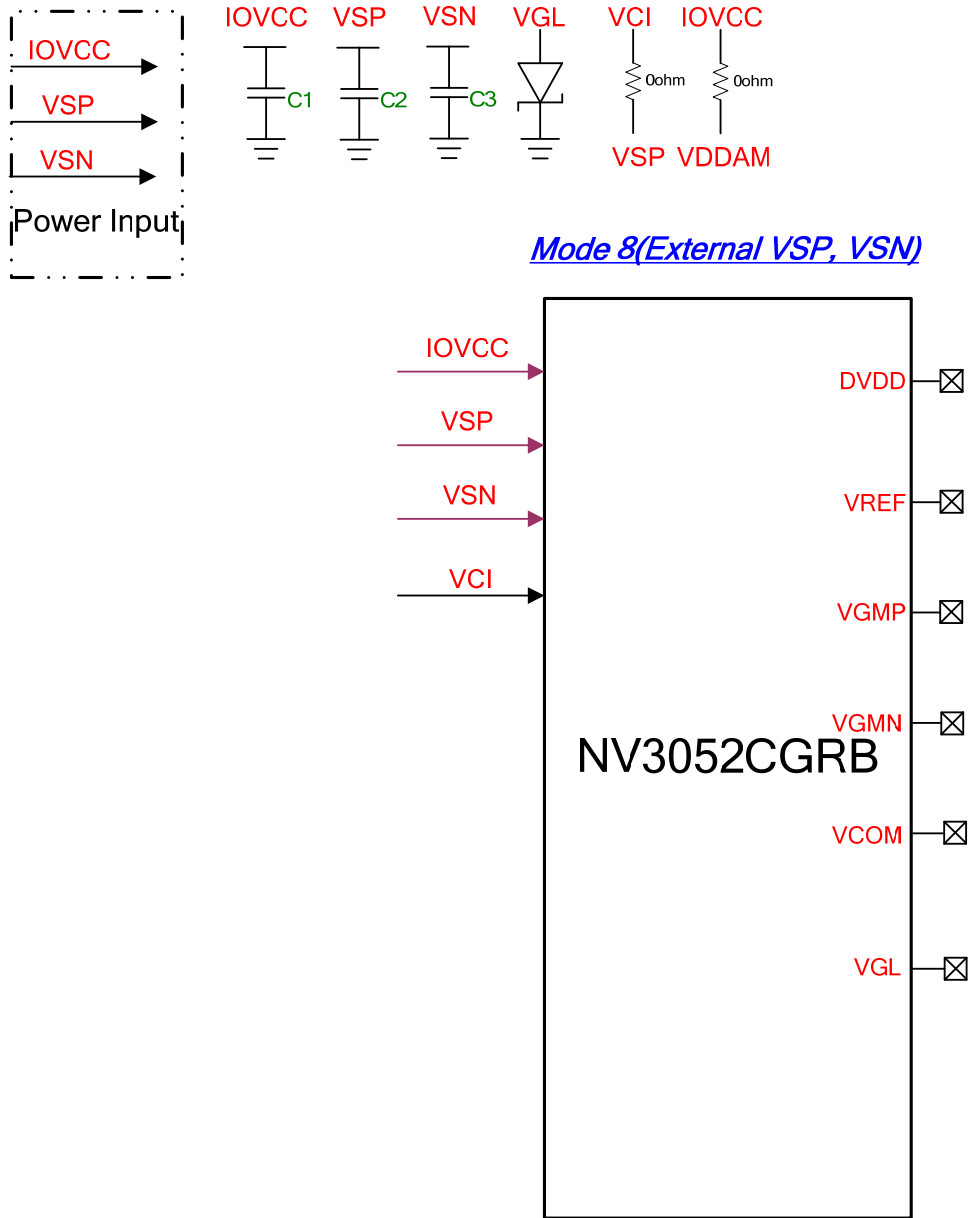 IOVCC
VSP
VSN
Power Input
IOVCC VSP VSN VGL VCI IOVCC
C1 C2 C3 0ohm 0ohm
VSP VDDAM
Mode 8(External VSP, VSN)
IOVCC
VSP
VSN
VCI
NV3052CGRB
DVDD
VREF
VGMP
VGMN
VCOM
VGL